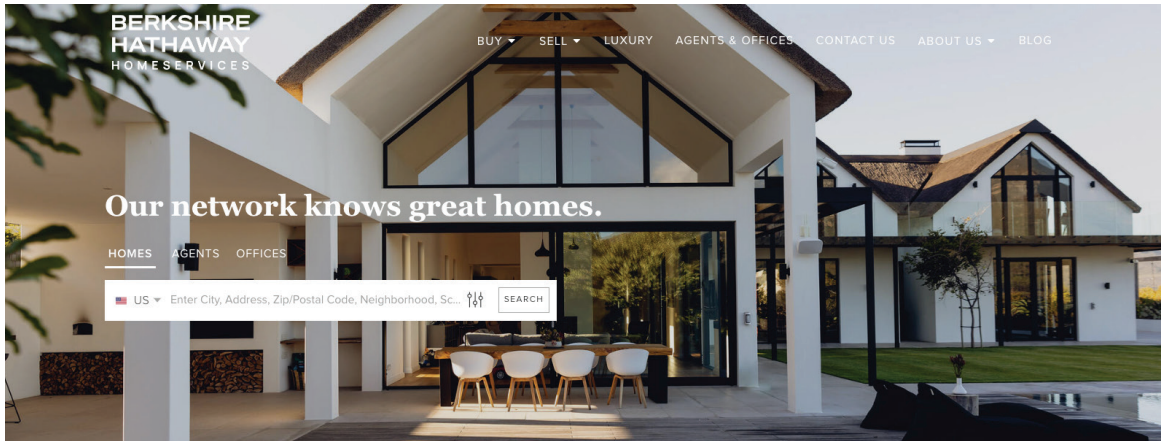 BERKSHIRE
HATHAWAY
HOMESERVICES
BUY SELL LUXURY AGENTS & OFFICES CONTACT US ABOUT US BLOG
Our network knows great homes.
HOMES AGENTS OFFICES
US Enter City, Address, Zip/Postal Code, Neighborhood, Sc... SEARCH